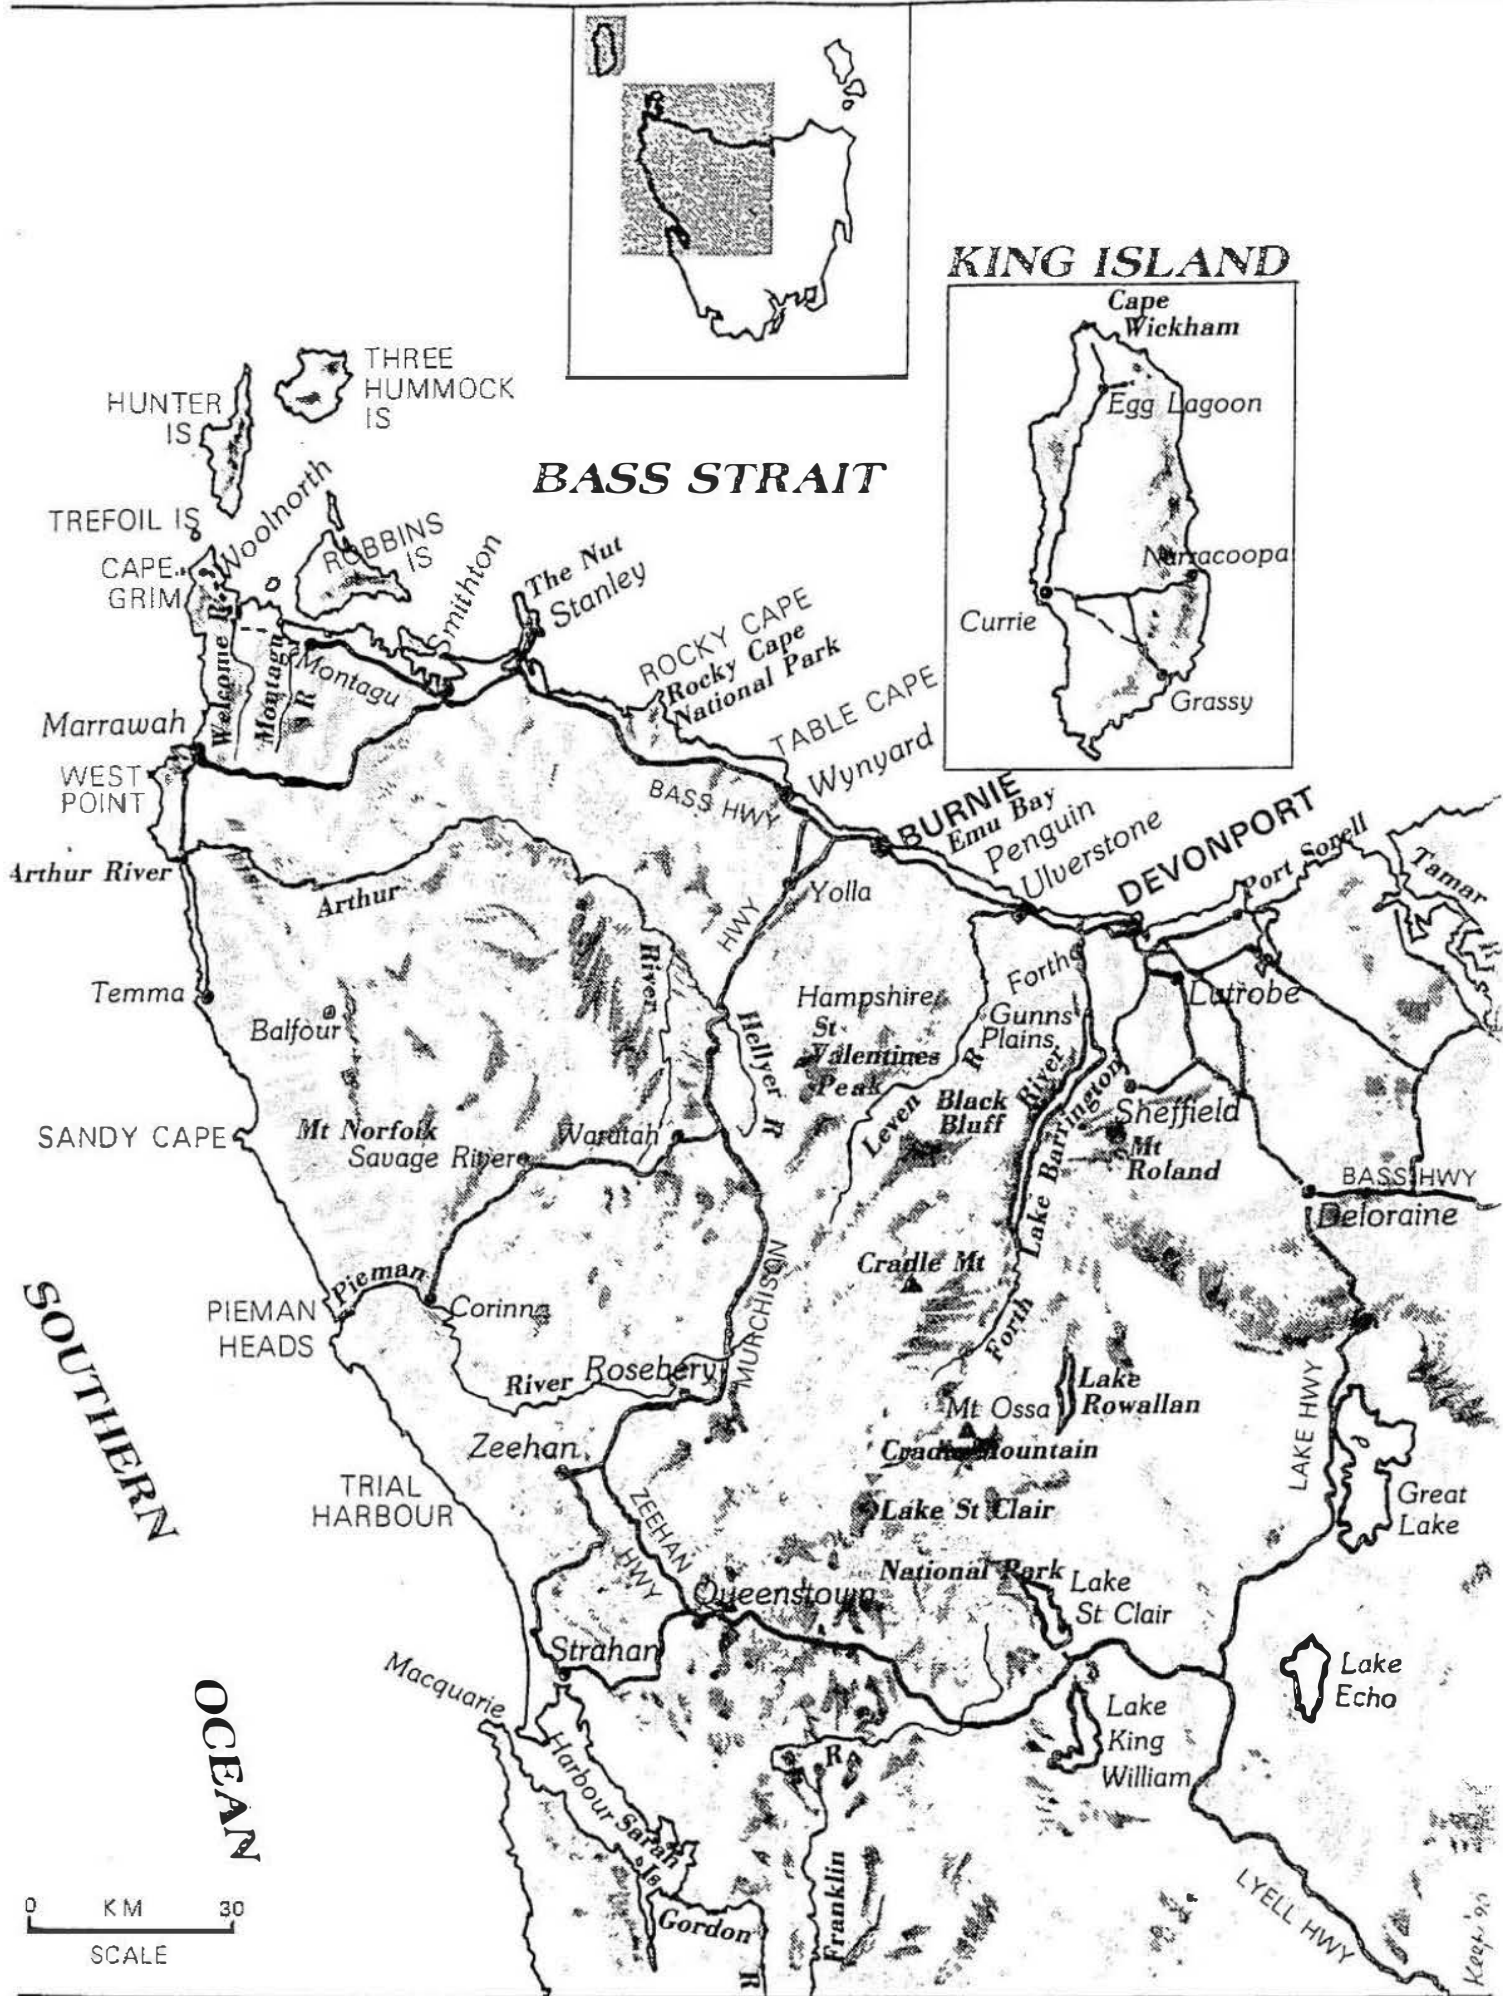 KING ISLAND
Cape
Wickham
Egg Lagoon
Narracoopa
Currie
Grassy
THREE
HUMMOCK
IS
HUNTER
IS
BASS STRAIT
TREFOIL IS
Woolnorth
ROBBINS
IS
CAPE
GRIM
Smithton
The Nut
Stanley
ROCKY CAPE
Rocky Cape
National Park
Welcome R
Montagu
R
Montagu
TABLE CAPE
Wynyard
Marrawah
WEST
POINT
BASS HWY
BURNIE
Emu Bay
Penguin
Ulverstone
DEVONPORT
Port Sorell
Tamar
Arthur River
Arthur
River
Yolla
HWY
Forth
Latrobe
Temma
Balfour
Hampshire
St
Valentines
Peak
Gunns
Plains
Hellyer
R
Leven
R
River
Black
Bluff
Lake Barrington
Sheffield
Mt
Roland
SANDY CAPE
Mt Norfolk
Savage River
Waratah
BASS HWY
Deloraine
Cradle Mt
MURCHISON
Pieman
PIEMAN
HEADS
Corinna
River
Rosebery
Forth
Lake
Rowallan
Mt Ossa
Cradle Mountain
LAKE HWY
Zeehan
TRIAL
HARBOUR
ZEEHAN
HWY
Lake St Clair
Great
Lake
National Park
Lake
St Clair
Queenstown
Strahan
Lake
Echo
Macquarie
Harbour
Sarah
Is
Lake
King
William
R
Franklin
Gordon
R
LYELL HWY
SOUTHERN
OCEAN
0 KM 30
SCALE